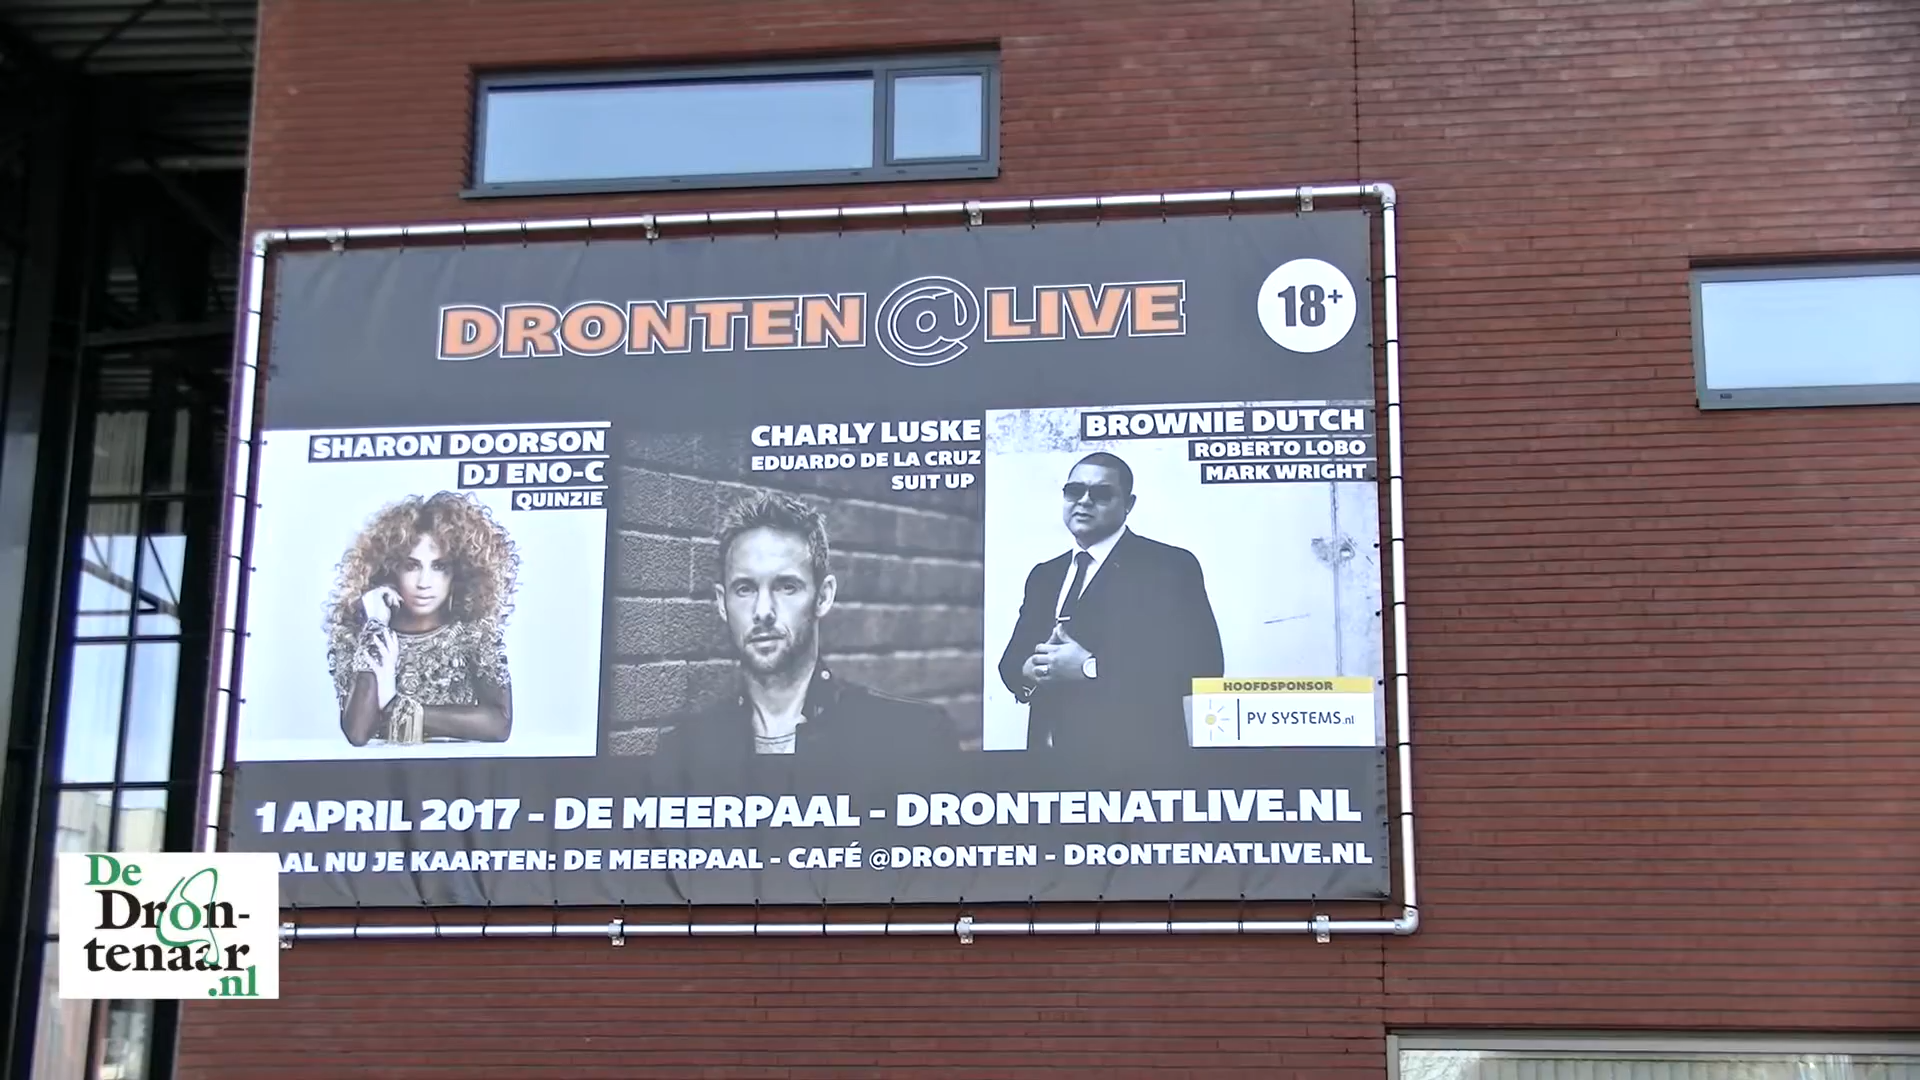 DRONTEN@LIVE
18+
SHARON DOORSON
DJ ENO-C
QUINZIE
CHARLY LUSKE
EDUARDO DE LA CRUZ
SUIT UP
BROWNIE DUTCH
ROBERTO LOBO
MARK WRIGHT
HOOFDSPONSOR
PV SYSTEMS.nl
1 APRIL 2017 - DE MEERPAAL - DRONTENATLIVE.NL
NU JE KAARTEN: DE MEERPAAL - CAFÉ @DRONTEN - DRONTENATLIVE.NL
De
Dron-
tenaar
.nl